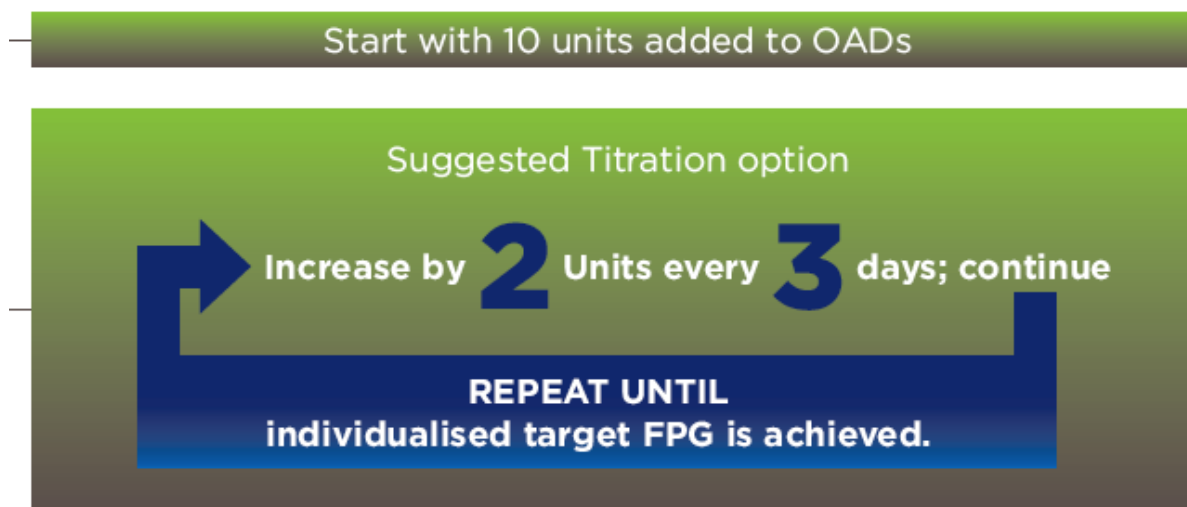 Start with 10 units added to OADs
Suggested Titration option
Increase by 2 Units every 3 days; continue
REPEAT UNTIL
individualised target FPG is achieved.